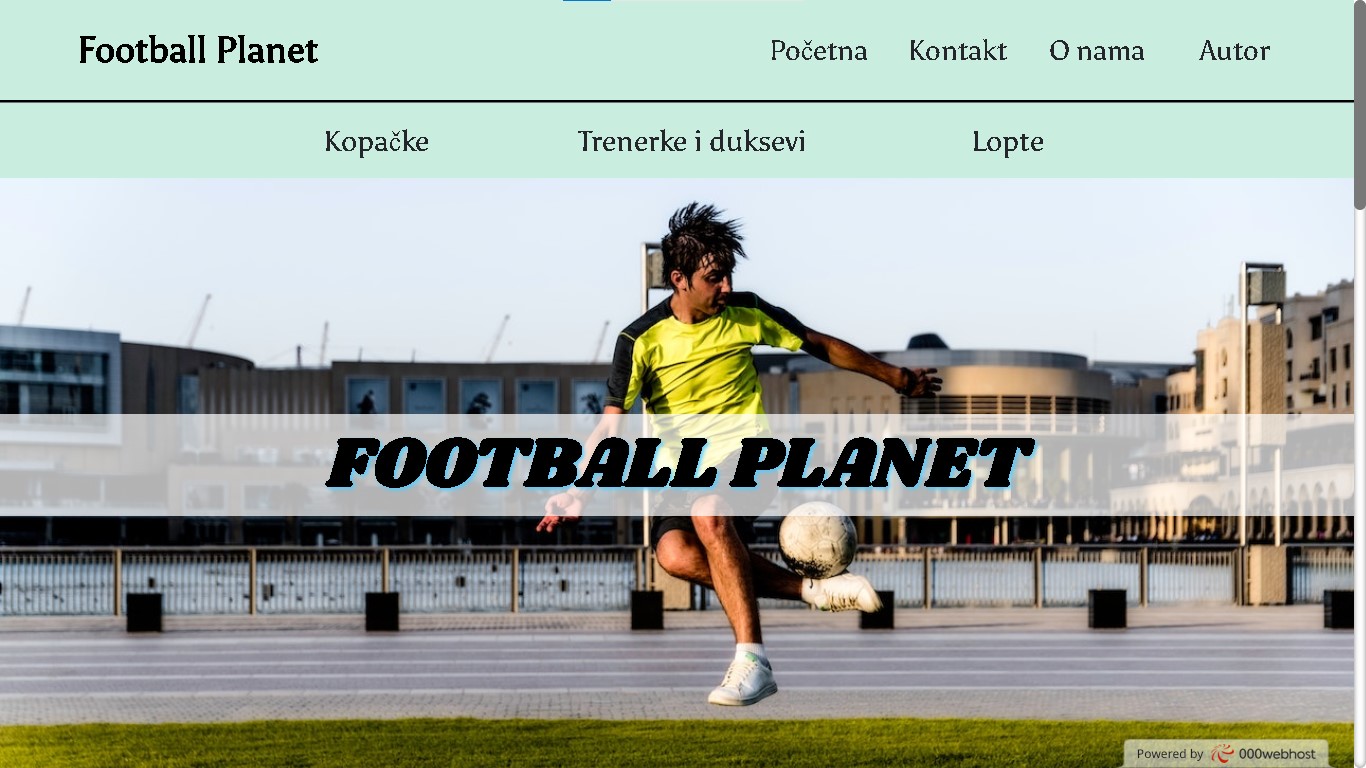 Football Planet
Početna Kontakt O nama Autor
Kopačke Trenerke i duksevi Lopte
FOOTBALL PLANET
Powered by 000webhost